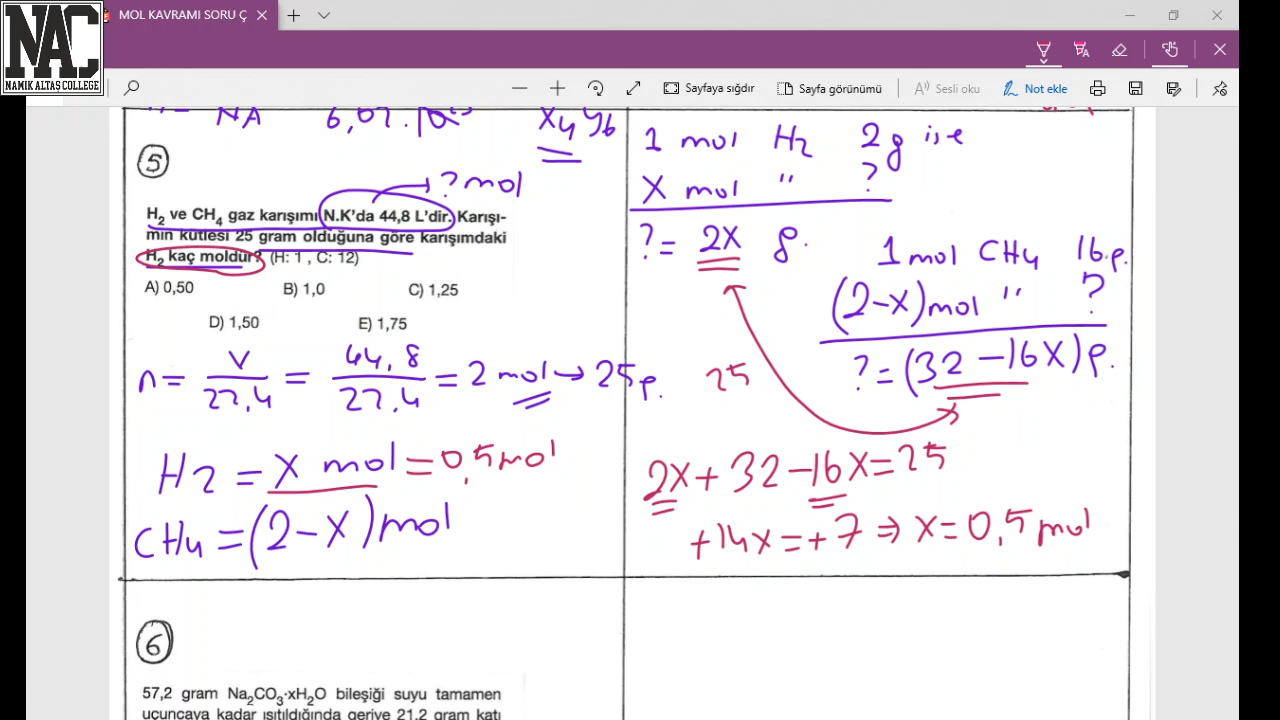 NAC
NAMIK ALTAŞ COLLEGE
MOL KAVRAMI SORU Ç
Sayfaya sığdır
Sayfa görünümü
Sesli oku
Not ekle
NA
X4 Y6
5
? mol
H2 ve CH4 gaz karışımı N.K'da 44,8 L'dir. Karışı-
mın kütlesi 25 gram olduğuna göre karışımdaki
H2 kaç moldür? (H: 1 , C: 12)
A) 0,50 B) 1,0 C) 1,25
D) 1,50 E) 1,75
n = V / 22,4 = 44,8 / 22,4 = 2 mol → 25g.
H2 = X mol = 0,5 mol
CH4 = (2-X) mol
1 mol H2 2g ise
X mol " ?
? = 2X g
1 mol CH4 16g.
(2-X) mol " ?
? = (32 - 16X) g.
25
2X + 32 - 16X = 25
+14X = +7 ⇒ X = 0,5 mol
6
57,2 gram Na2CO3·xH2O bileşiği suyu tamamen
uçuncaya kadar ısıtıldığında geriye 21,2 gram katı